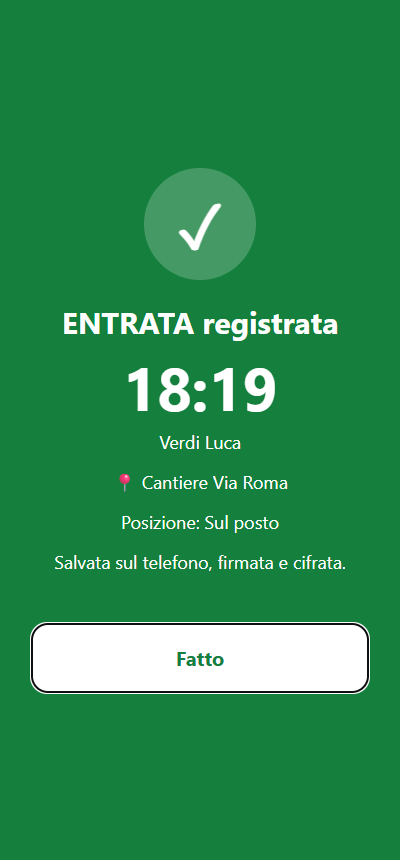 ENTRATA registrata
18:19
Verdi Luca
📍 Cantiere Via Roma
Posizione: Sul posto
Salvata sul telefono, firmata e cifrata.
Fatto